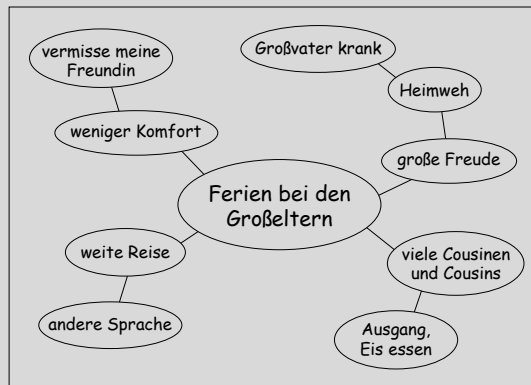 vermisse meine
Freundin
weniger Komfort
Großvater krank
Heimweh
große Freude
Ferien bei den
Großeltern
weite Reise
andere Sprache
viele Cousinen
und Cousins
Ausgang,
Eis essen